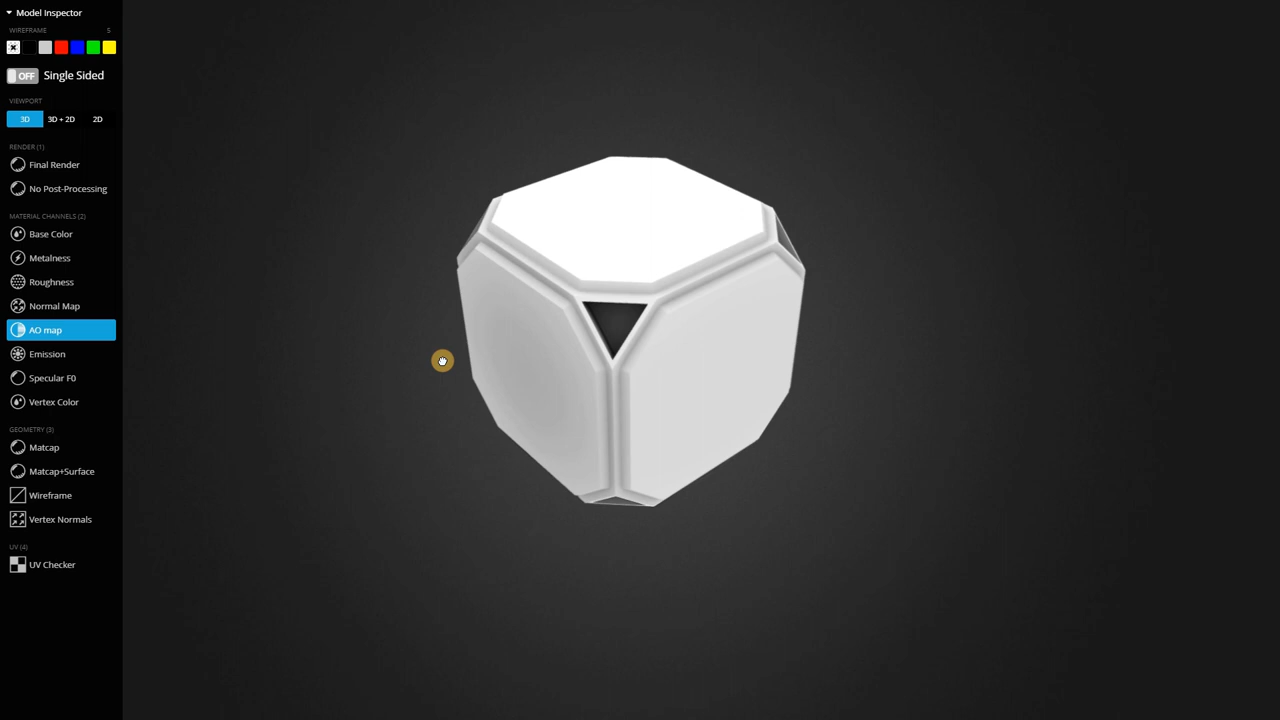 Model Inspector
WIREFRAME 5
OFF Single Sided
VIEWPORT
3D 3D + 2D 2D
RENDER (1)
Final Render
No Post-Processing
MATERIAL CHANNELS (2)
Base Color
Metalness
Roughness
Normal Map
AO map
Emission
Specular F0
Vertex Color
GEOMETRY (3)
Matcap
Matcap+Surface
Wireframe
Vertex Normals
UV (4)
UV Checker